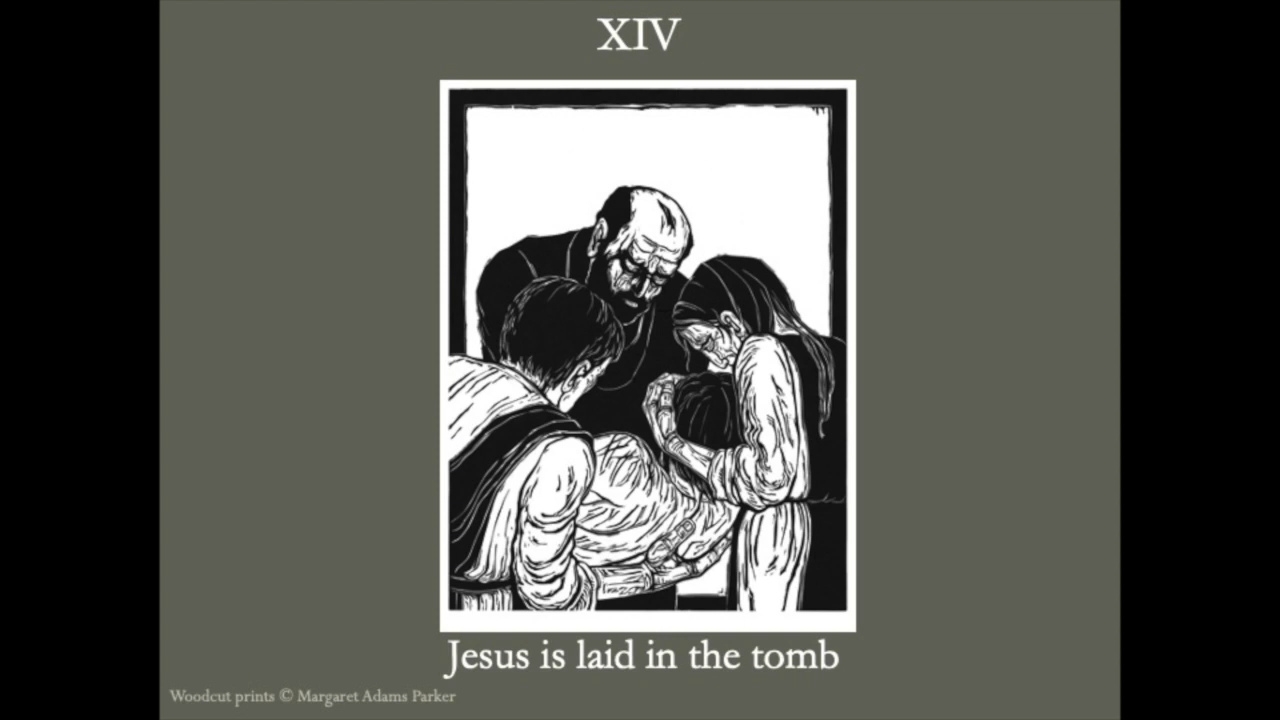 XIV
Jesus is laid in the tomb
Woodcut prints © Margaret Adams Parker